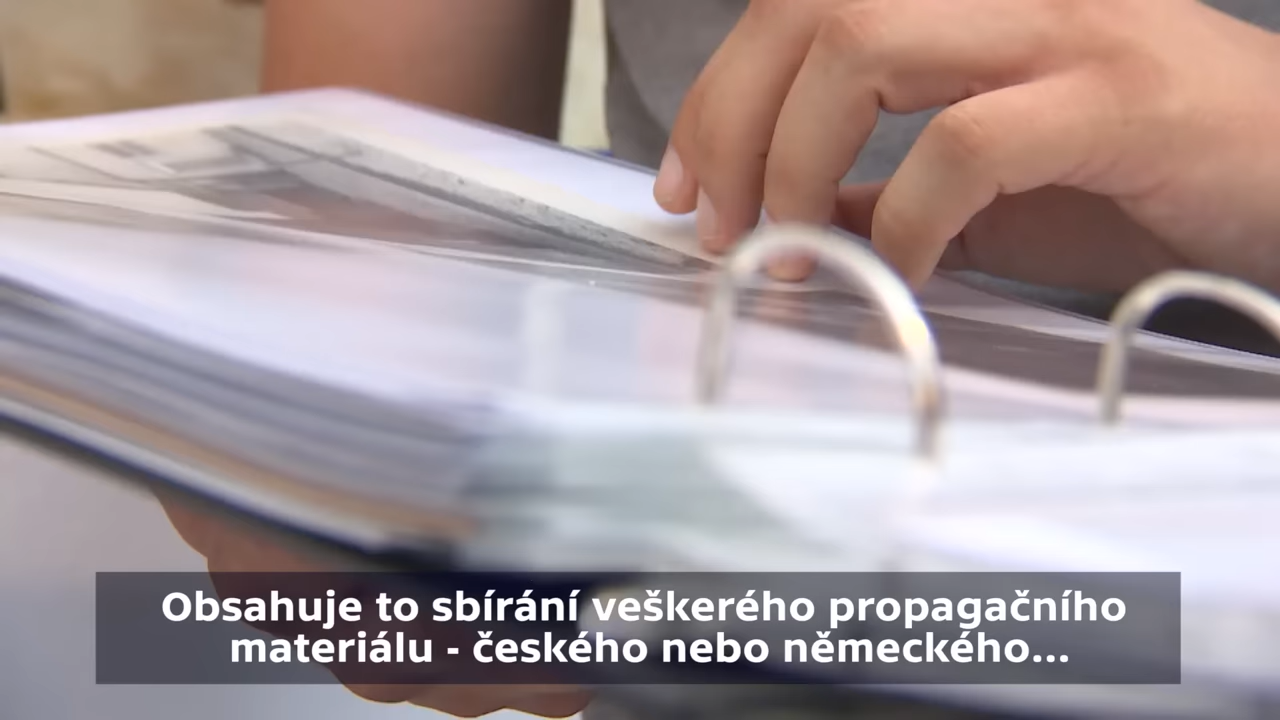 Obsahuje to sbírání veškerého propagačního
materiálu - českého nebo německého...